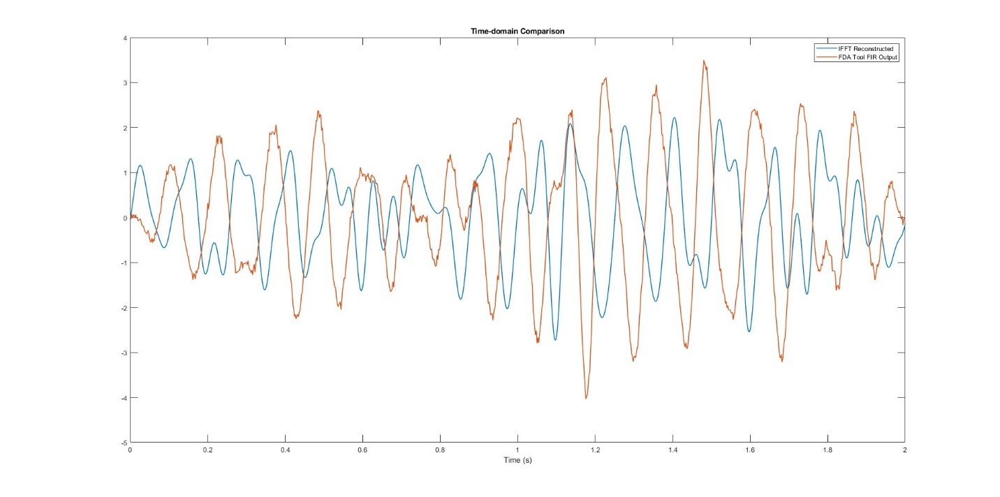 Time-domain Comparison
IFFT Reconstructed
FDA Tool FIR Output
4
3
2
1
0
-1
-2
-3
-4
-5
0 0.2 0.4 0.6 0.8 1 1.2 1.4 1.6 1.8 2
Time (s)